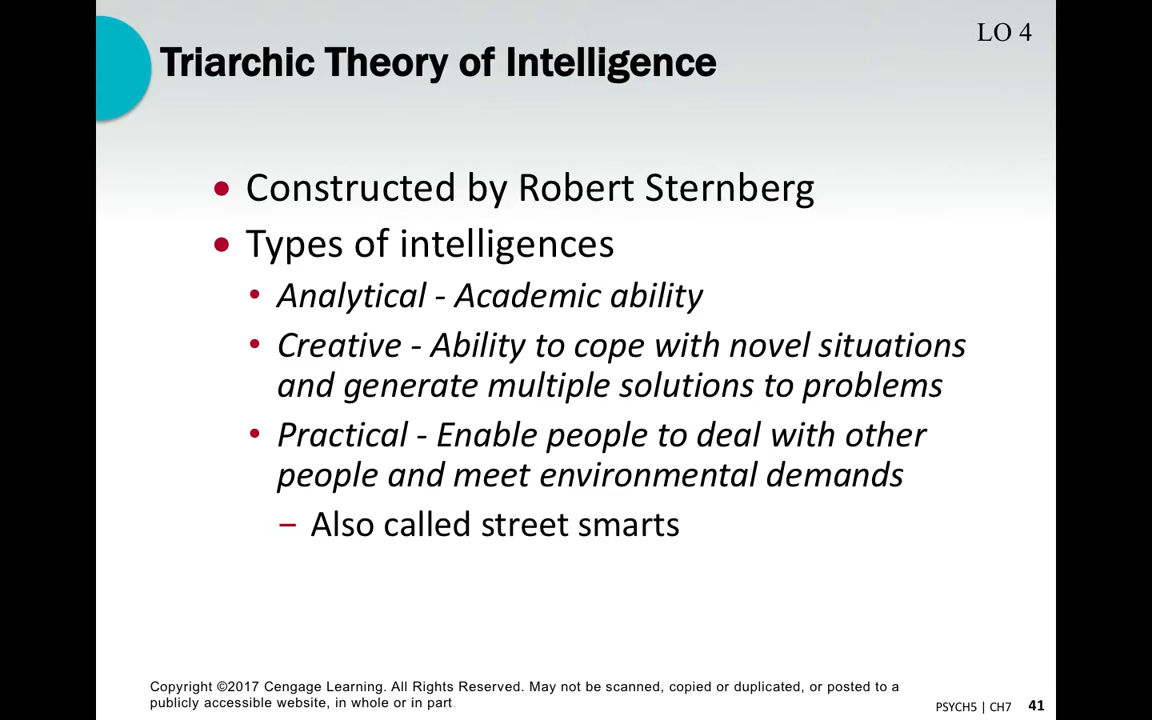 LO 4
Triarchic Theory of Intelligence
• Constructed by Robert Sternberg
• Types of intelligences
• Analytical - Academic ability
• Creative - Ability to cope with novel situations
and generate multiple solutions to problems
• Practical - Enable people to deal with other
people and meet environmental demands
– Also called street smarts
Copyright ©2017 Cengage Learning. All Rights Reserved. May not be scanned, copied or duplicated, or posted to a
publicly accessible website, in whole or in part.
PSYCH5 | CH7 41